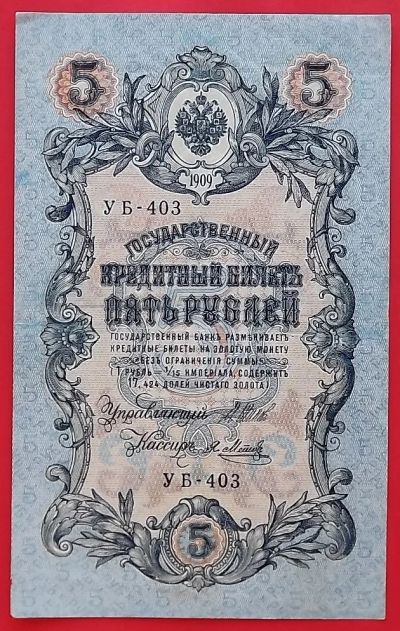 5 5
1909
УБ-403
ГОСУДАРСТВЕННЫЙ
КРЕДИТНЫЙ БИЛЕТЪ
ПЯТЬ РУБЛЕЙ
ГОСУДАРСТВЕННЫЙ БАНКЪ РАЗМѢНИВАЕТЪ
КРЕДИТНЫЕ БИЛЕТЫ НА ЗОЛОТУЮ МОНЕТУ
БЕЗЪ ОГРАНИЧЕНІЯ СУММЫ
(1 РУБЛЬ = 1/15 ИМПЕРІАЛА, СОДЕРЖИТЪ
17,424 ДОЛЕЙ ЧИСТАГО ЗОЛОТА)
Управляющій
Кассиръ
УБ-403
5